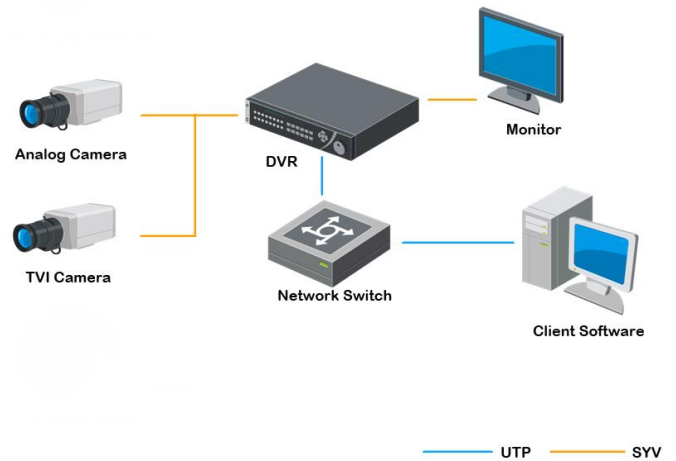 Analog Camera
DVR
Monitor
TVI Camera
Network Switch
Client Software
UTP
SYV